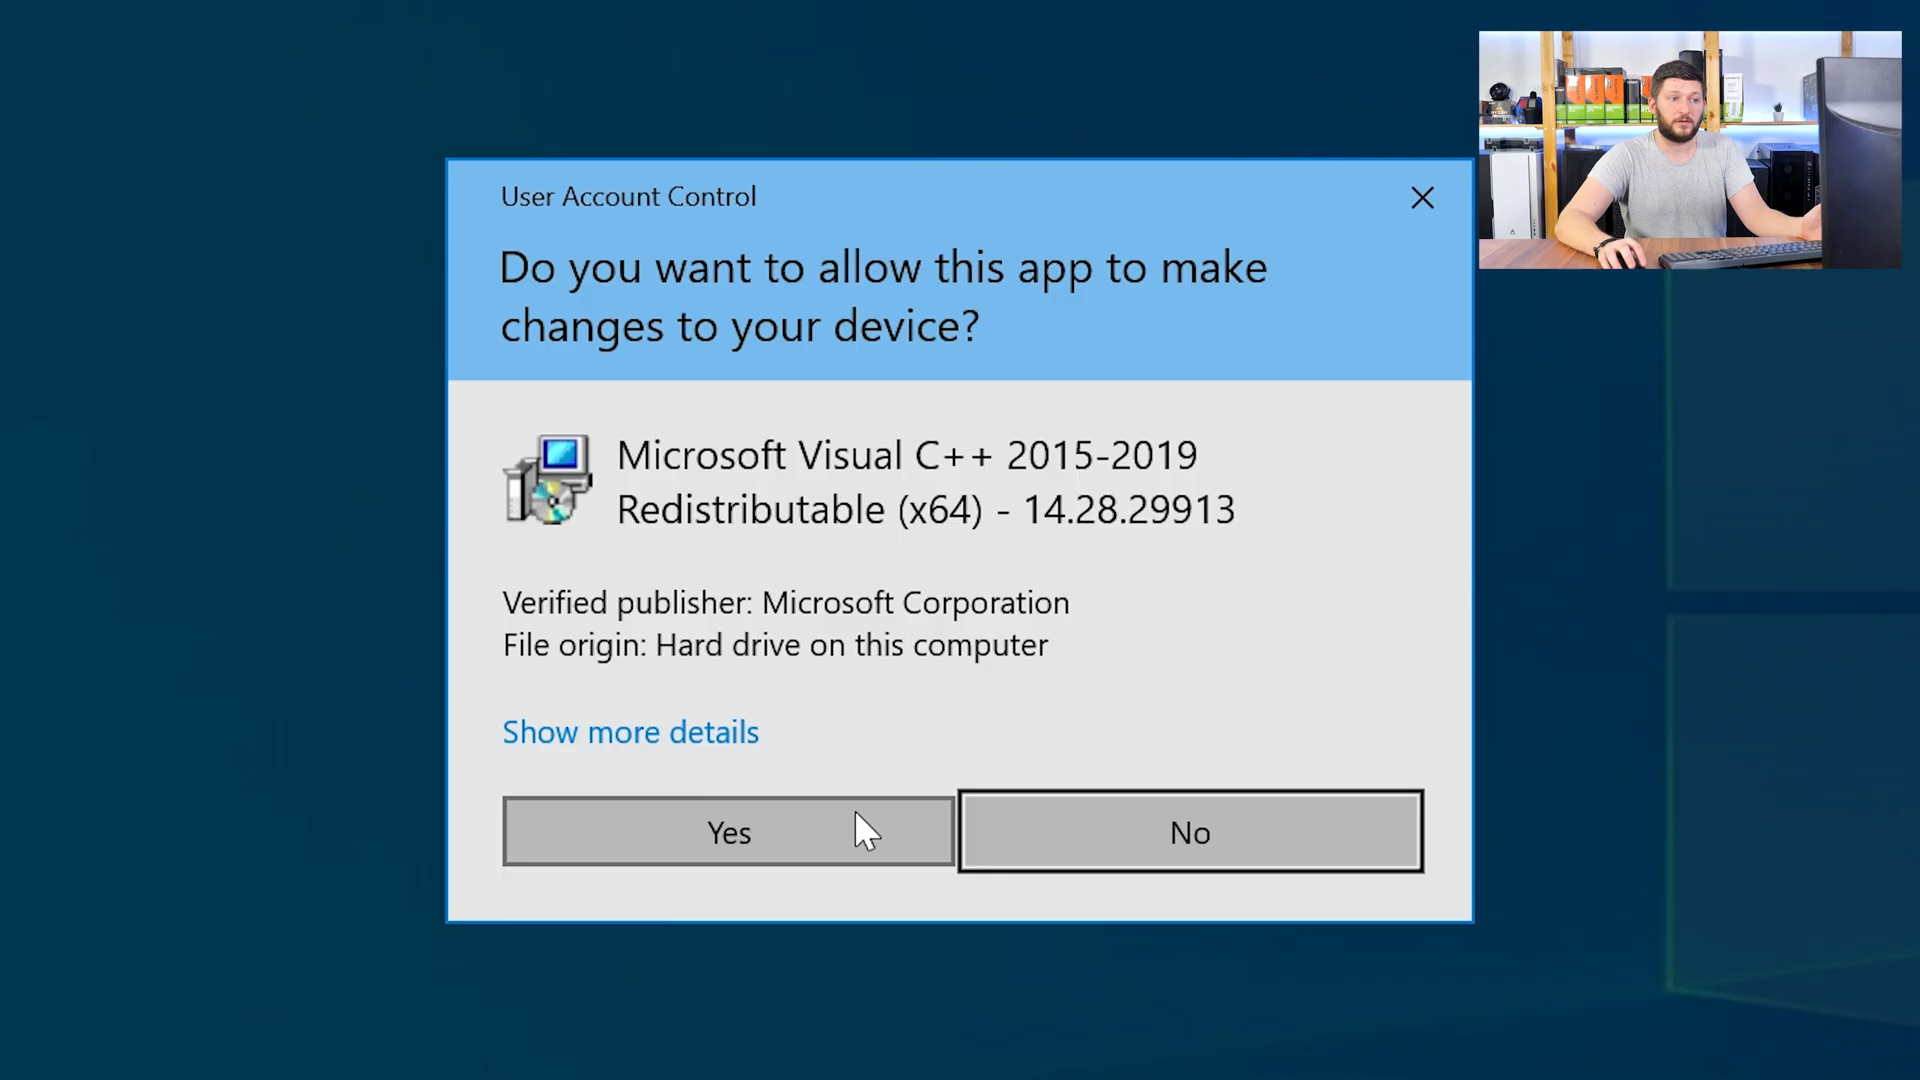 User Account Control
Do you want to allow this app to make
changes to your device?
Microsoft Visual C++ 2015-2019
Redistributable (x64) - 14.28.29913
Verified publisher: Microsoft Corporation
File origin: Hard drive on this computer
Show more details
Yes
No